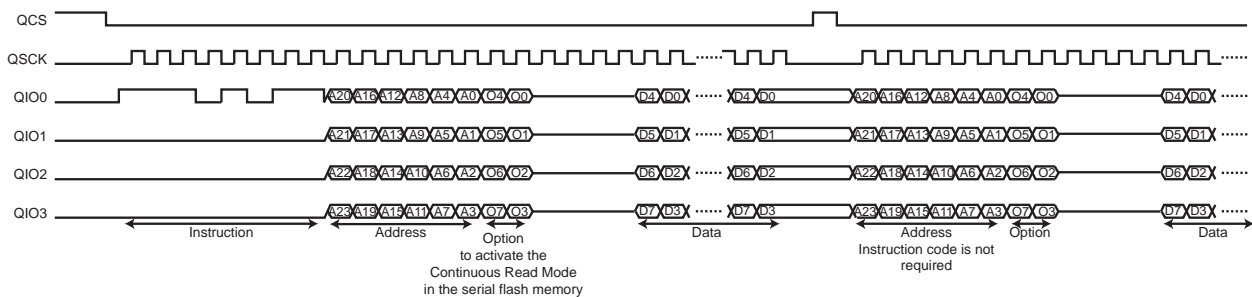 QCS
QSCK
QIO0 A20 A16 A12 A8 A4 A0 O4 O0 D4 D0 ...... D4 D0 A20 A16 A12 A8 A4 A0 O4 O0 D4 D0 ......
QIO1 A21 A17 A13 A9 A5 A1 O5 O1 D5 D1 ...... D5 D1 A21 A17 A13 A9 A5 A1 O5 O1 D5 D1 ......
QIO2 A22 A18 A14 A10 A6 A2 O6 O2 D6 D2 ...... D6 D2 A22 A18 A14 A10 A6 A2 O6 O2 D6 D2 ......
QIO3 A23 A19 A15 A11 A7 A3 O7 O3 D7 D3 ...... D7 D3 A23 A19 A15 A11 A7 A3 O7 O3 D7 D3 ......
Instruction
Address
Option
to activate the
Continuous Read Mode
in the serial flash memory
Data
Address
Instruction code is not
required
Option
Data